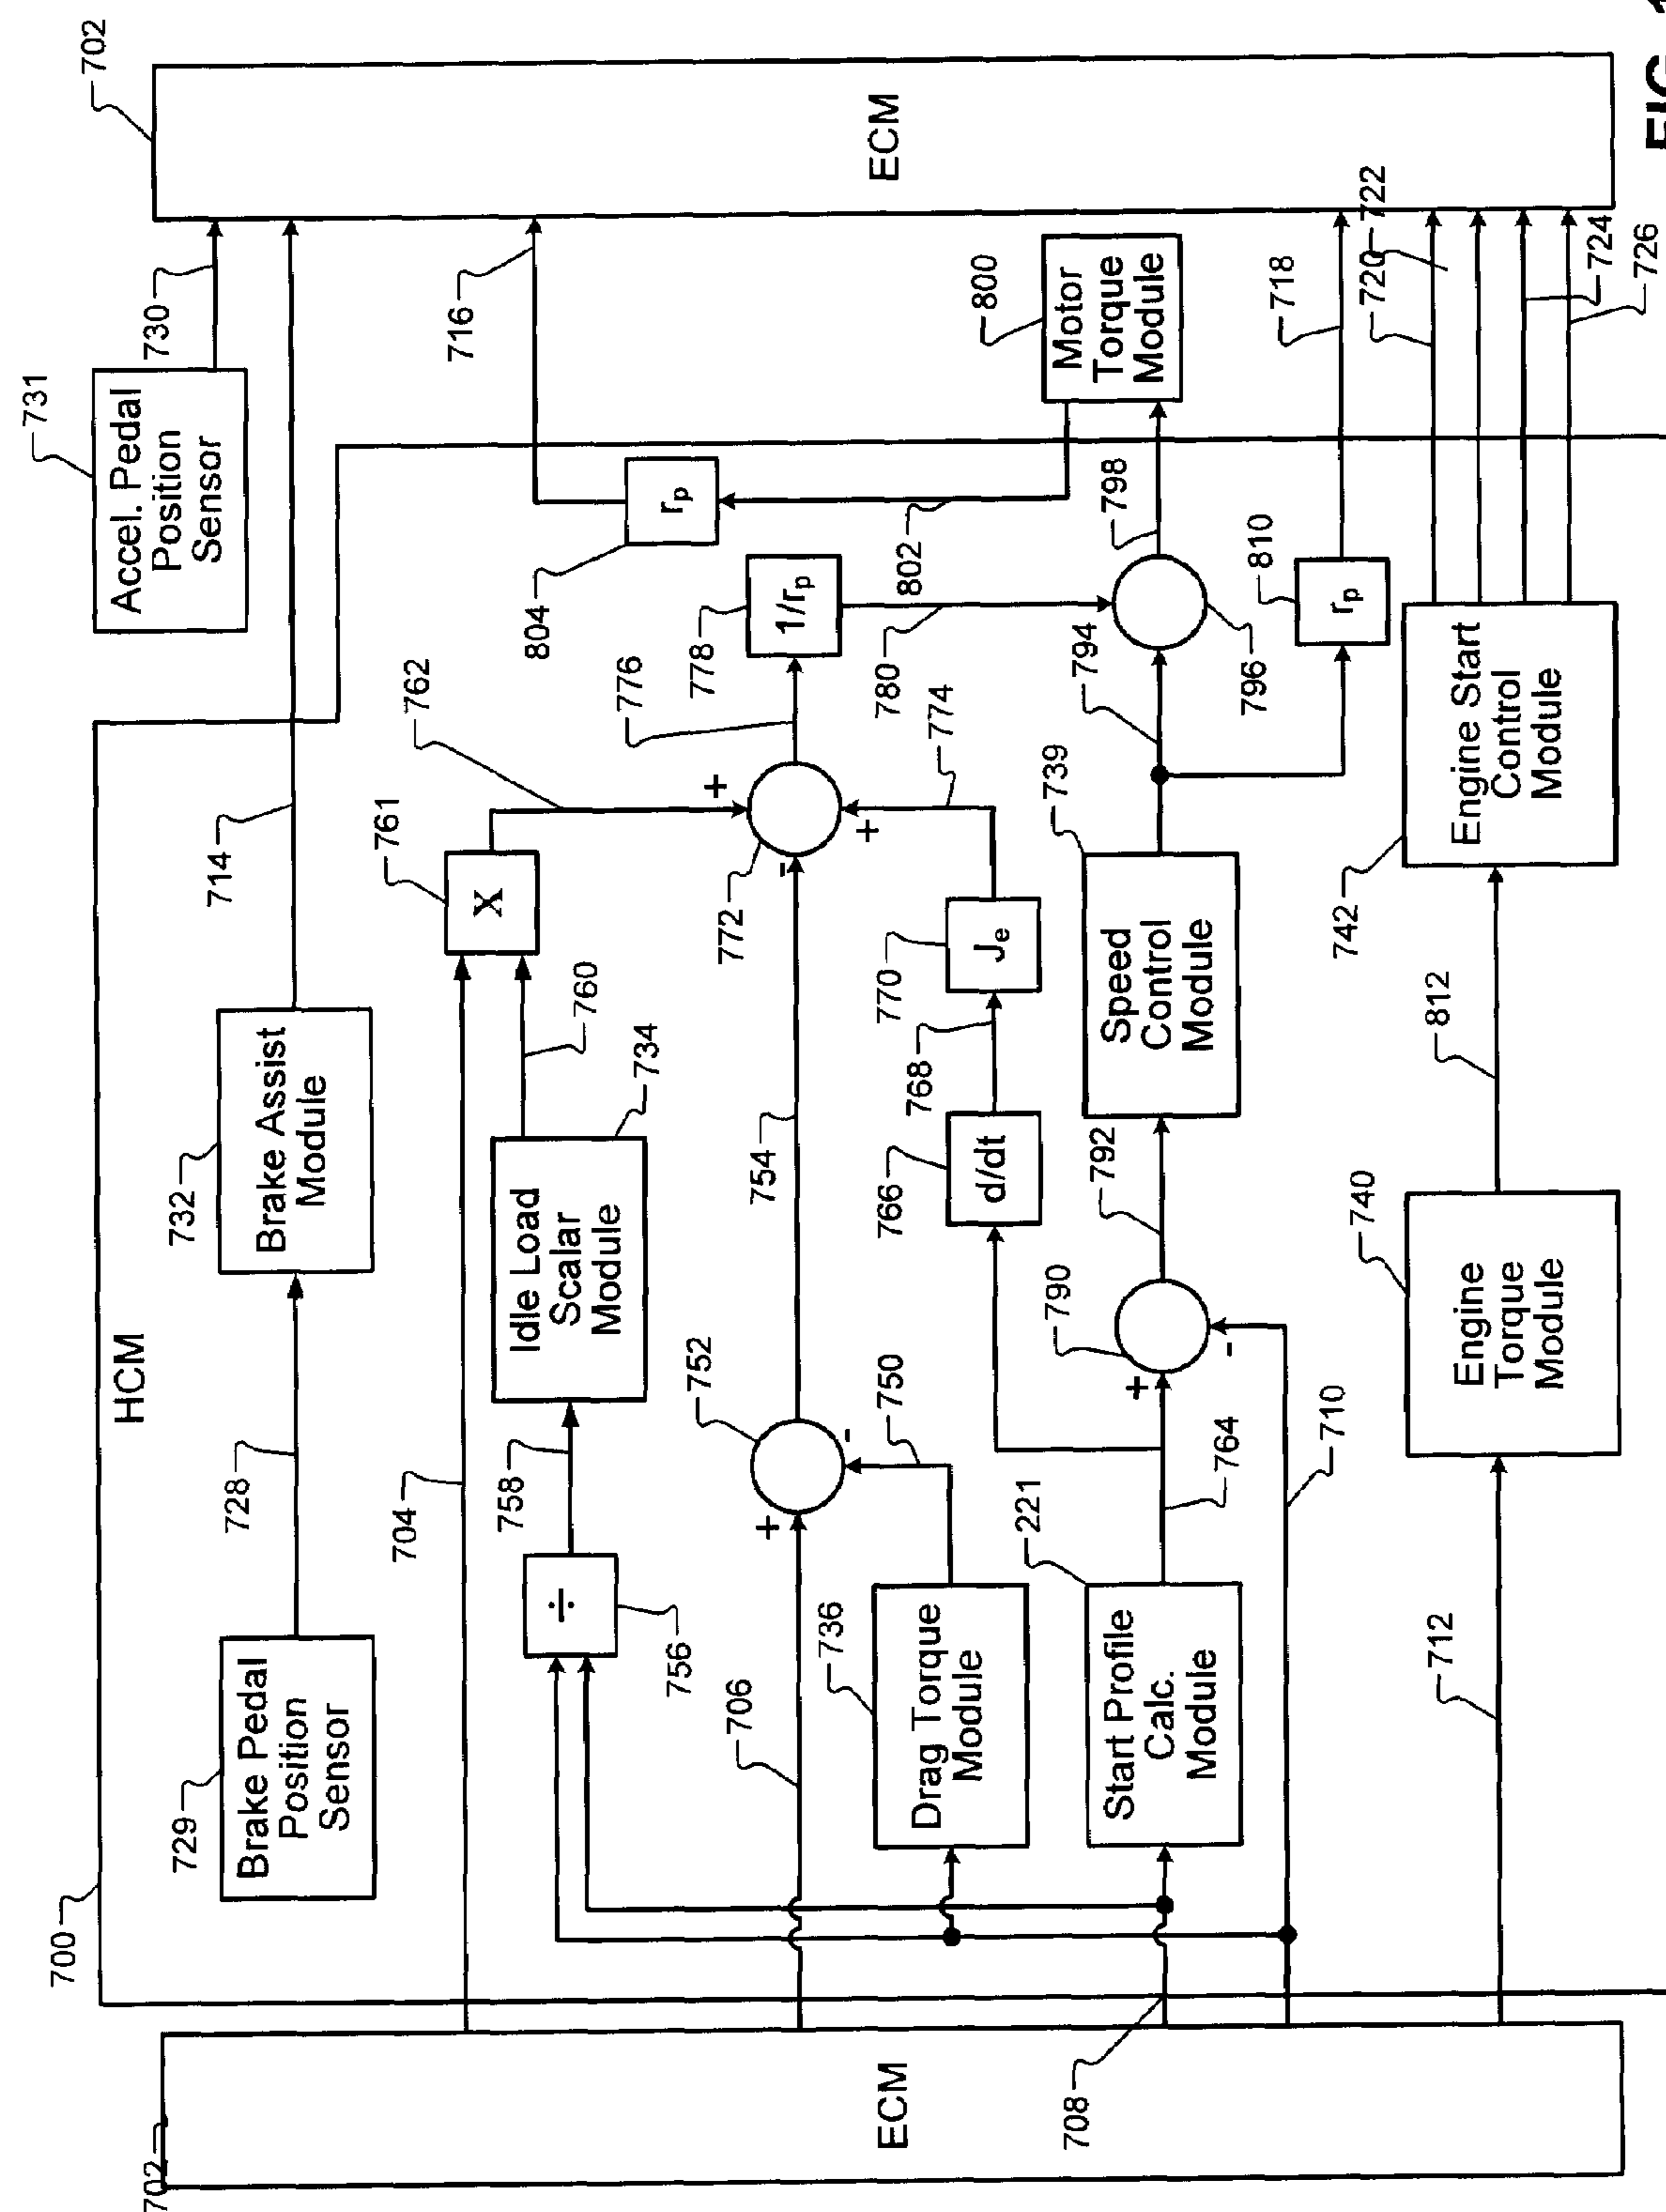 702
ECM
730
731
Accel. Pedal
Position
Sensor
716
800
Motor
Torque
Module
718
720
722
724
726
HCM
700
714
732
Brake Assist
Module
728
729
Brake Pedal
Position
Sensor
704
762
761
X
760
734
Idle Load
Scalar
Module
758
÷
756
804
rp
802
778
1/rp
776
780
+
+
-
772
774
754
752
+
-
750
706
770
Je
768
766
d/dt
736
Drag Torque
Module
798
796
794
739
Speed
Control
Module
792
790
+
-
764
710
221
Start Profile
Calc.
Module
708
810
rp
742
Engine Start
Control
Module
812
740
Engine
Torque
Module
712
702
ECM
FIG.